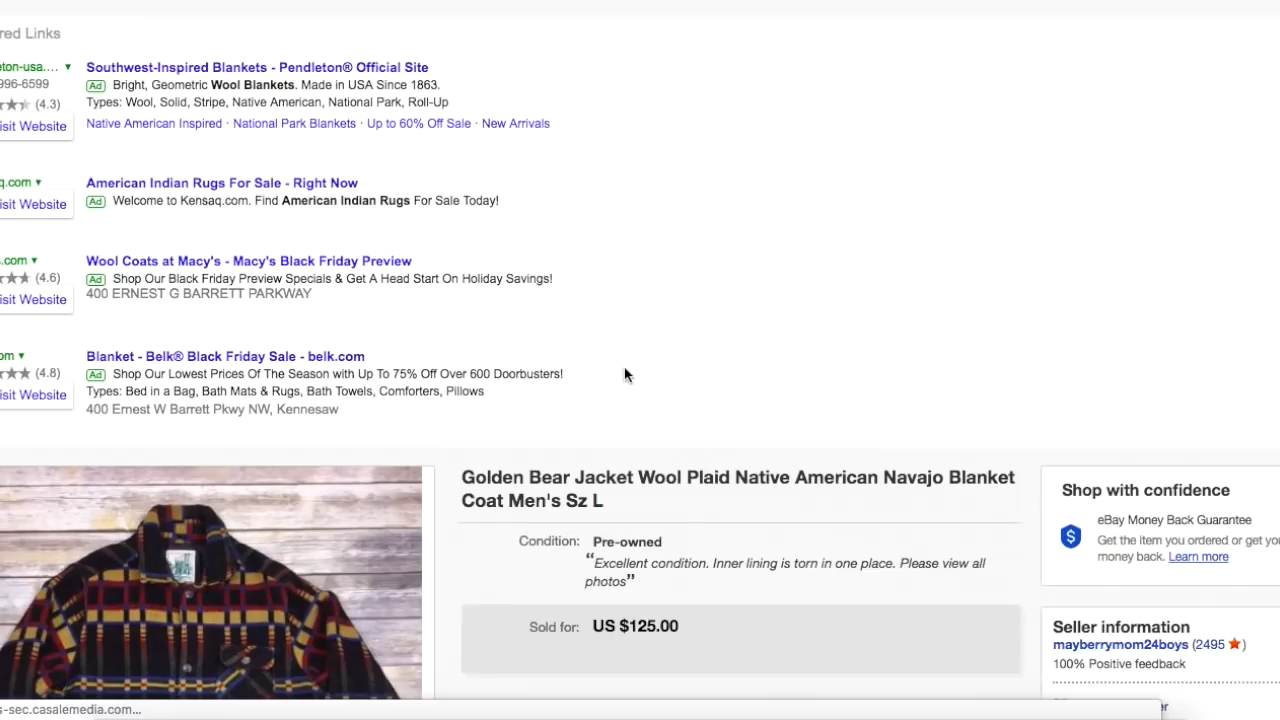 red Links
eton-usa.... ▼
Southwest-Inspired Blankets - Pendleton® Official Site
996-6599
Ad Bright, Geometric Wool Blankets. Made in USA Since 1863.
(4.3)
Types: Wool, Solid, Stripe, Native American, National Park, Roll-Up
isit Website
Native American Inspired · National Park Blankets · Up to 60% Off Sale · New Arrivals
q.com ▼
American Indian Rugs For Sale - Right Now
isit Website
Ad Welcome to Kensaq.com. Find American Indian Rugs For Sale Today!
s.com ▼
Wool Coats at Macy's - Macy's Black Friday Preview
(4.6)
Ad Shop Our Black Friday Preview Specials & Get A Head Start On Holiday Savings!
isit Website
400 ERNEST G BARRETT PARKWAY
om ▼
Blanket - Belk® Black Friday Sale - belk.com
(4.8)
Ad Shop Our Lowest Prices Of The Season with Up To 75% Off Over 600 Doorbusters!
isit Website
Types: Bed in a Bag, Bath Mats & Rugs, Bath Towels, Comforters, Pillows
400 Ernest W Barrett Pkwy NW, Kennesaw
Golden Bear Jacket Wool Plaid Native American Navajo Blanket
Coat Men's Sz L
Condition: Pre-owned
“Excellent condition. Inner lining is torn in one place. Please view all
photos”
Sold for: US $125.00
Shop with confidence
eBay Money Back Guarantee
Get the item you ordered or get yo
money back. Learn more
Seller information
mayberrymom24boys (2495 ★)
100% Positive feedback
s-sec.casalemedia.com...